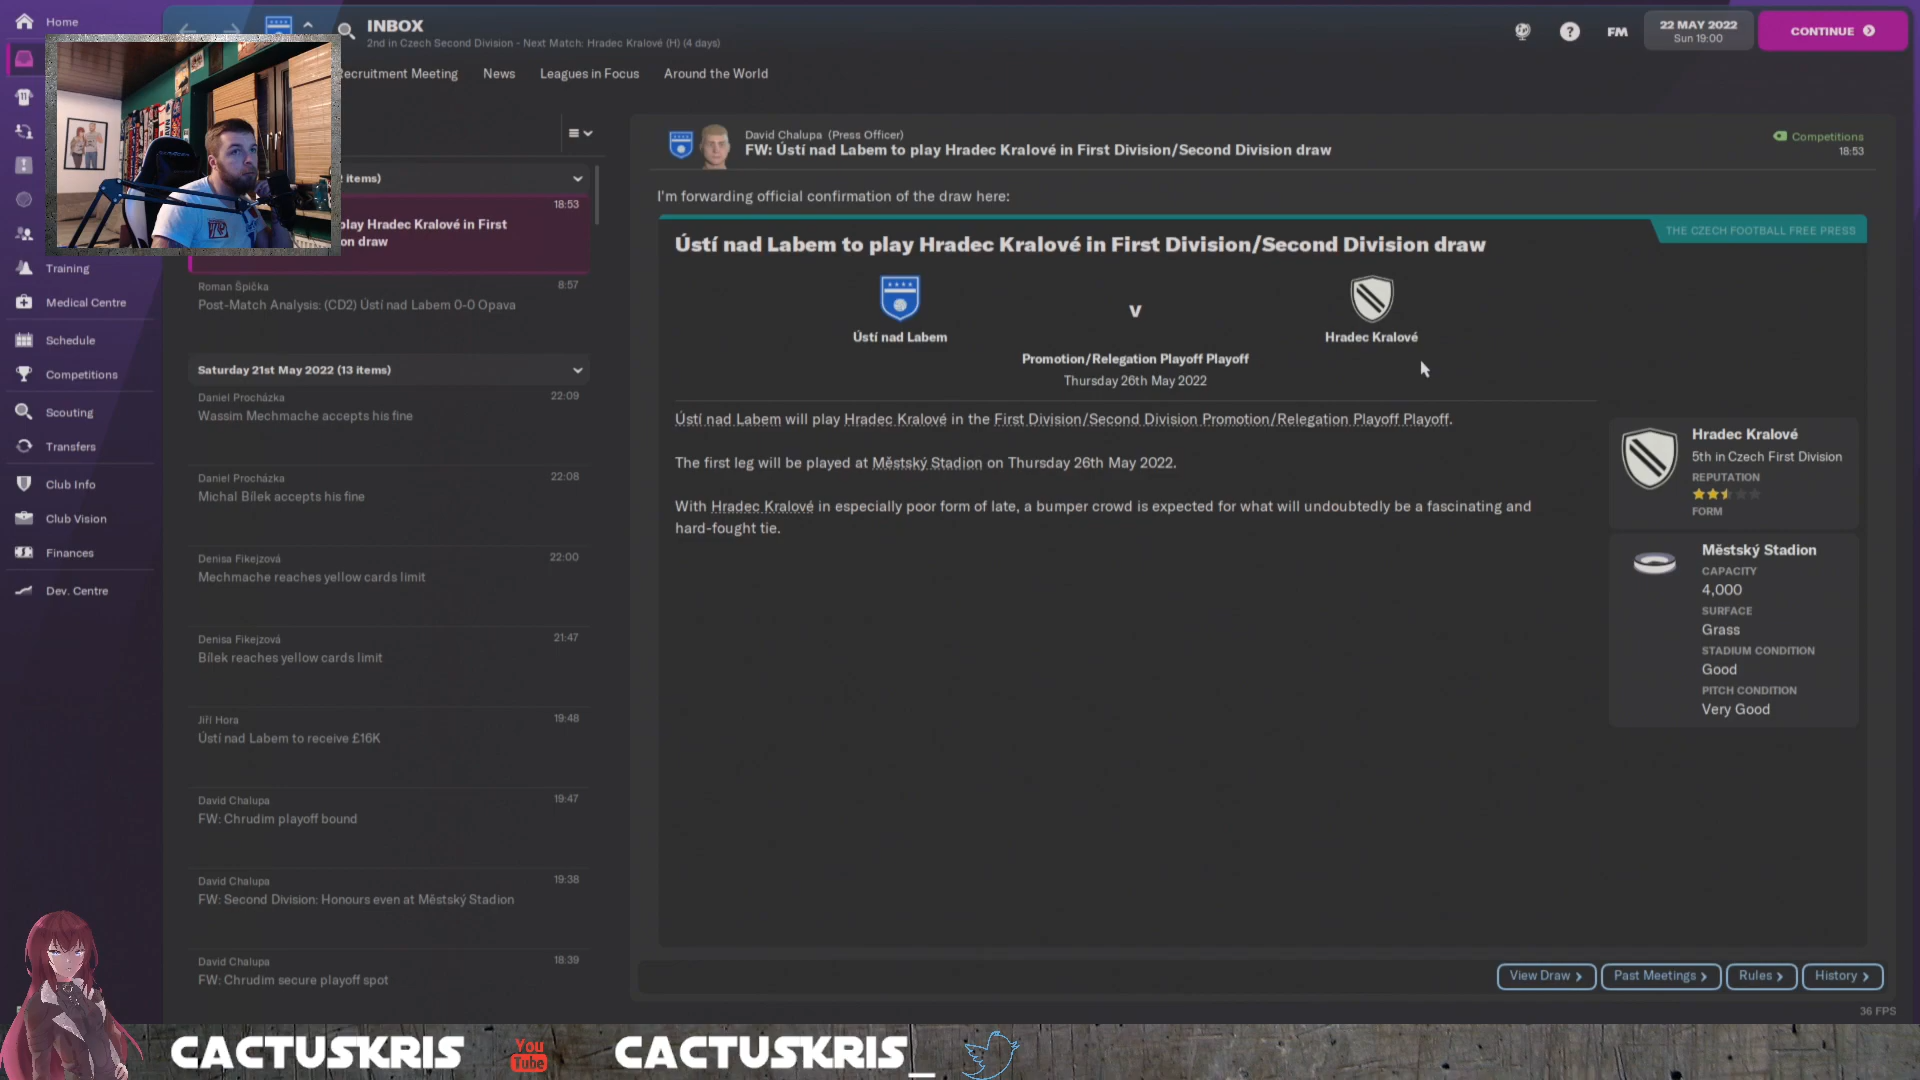 Home
INBOX
2nd in Czech Second Division - Next Match: Hradec Kralové (H) (4 days)
FM
22 MAY 2022
Sun 19:00
CONTINUE
Recruitment Meeting
News
Leagues in Focus
Around the World
11
Training
Medical Centre
Schedule
Competitions
Scouting
Transfers
Club Info
Club Vision
Finances
Dev. Centre
items)
18:53
play Hradec Kralové in First
on draw
Roman Špička
8:57
Post-Match Analysis: (CD2) Ústí nad Labem 0-0 Opava
Saturday 21st May 2022 (13 items)
Daniel Procházka
22:09
Wassim Mechmache accepts his fine
Daniel Procházka
22:08
Michal Bílek accepts his fine
Denisa Fikejzová
22:00
Mechmache reaches yellow cards limit
Denisa Fikejzová
21:47
Bílek reaches yellow cards limit
Jiří Hora
19:48
Ústí nad Labem to receive £16K
David Chalupa
19:47
FW: Chrudim playoff bound
David Chalupa
19:38
FW: Second Division: Honours even at Městský Stadion
David Chalupa
18:39
FW: Chrudim secure playoff spot
David Chalupa (Press Officer)
FW: Ústí nad Labem to play Hradec Kralové in First Division/Second Division draw
Competitions
18:53
I'm forwarding official confirmation of the draw here:
THE CZECH FOOTBALL FREE PRESS
Ústí nad Labem to play Hradec Kralové in First Division/Second Division draw
Ústí nad Labem
v
Hradec Kralové
Promotion/Relegation Playoff Playoff
Thursday 26th May 2022
Ústí nad Labem will play Hradec Kralové in the First Division/Second Division Promotion/Relegation Playoff Playoff.
The first leg will be played at Městský Stadion on Thursday 26th May 2022.
With Hradec Kralové in especially poor form of late, a bumper crowd is expected for what will undoubtedly be a fascinating and
hard-fought tie.
Hradec Kralové
5th in Czech First Division
REPUTATION
FORM
Městský Stadion
CAPACITY
4,000
SURFACE
Grass
STADIUM CONDITION
Good
PITCH CONDITION
Very Good
View Draw
Past Meetings
Rules
History
36 FPS
CACTUSKRIS
You
Tube
CACTUSKRIS_